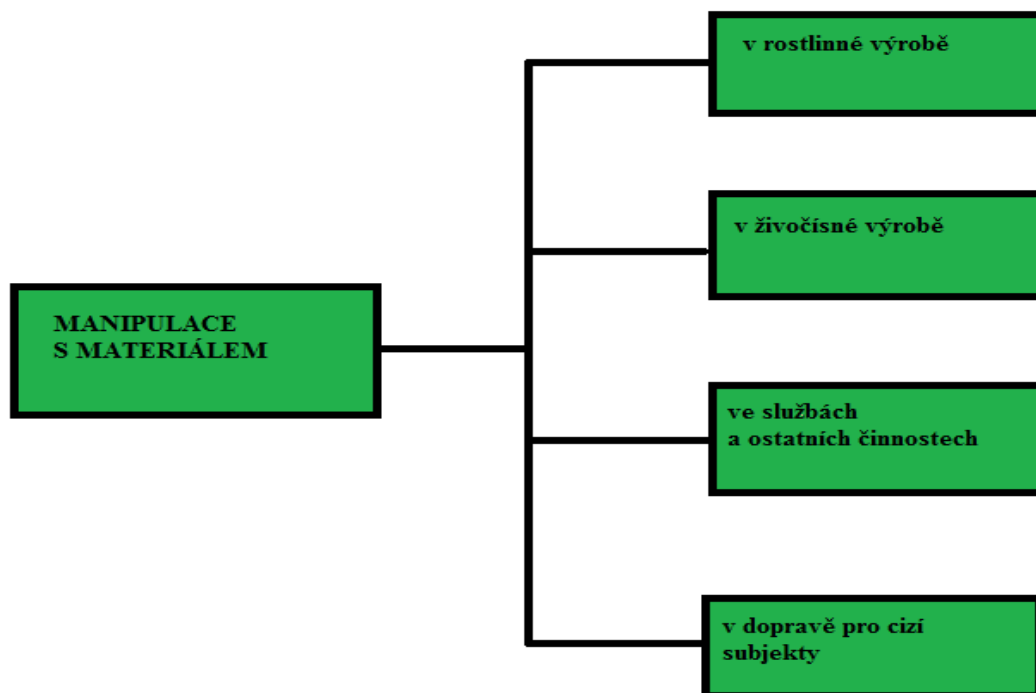 v rostlinné výrobě
v živočísné výrobě
MANIPULACE
S MATERIÁLEM
ve službách
a ostatních činnostech
v dopravě pro cizí
subjekty